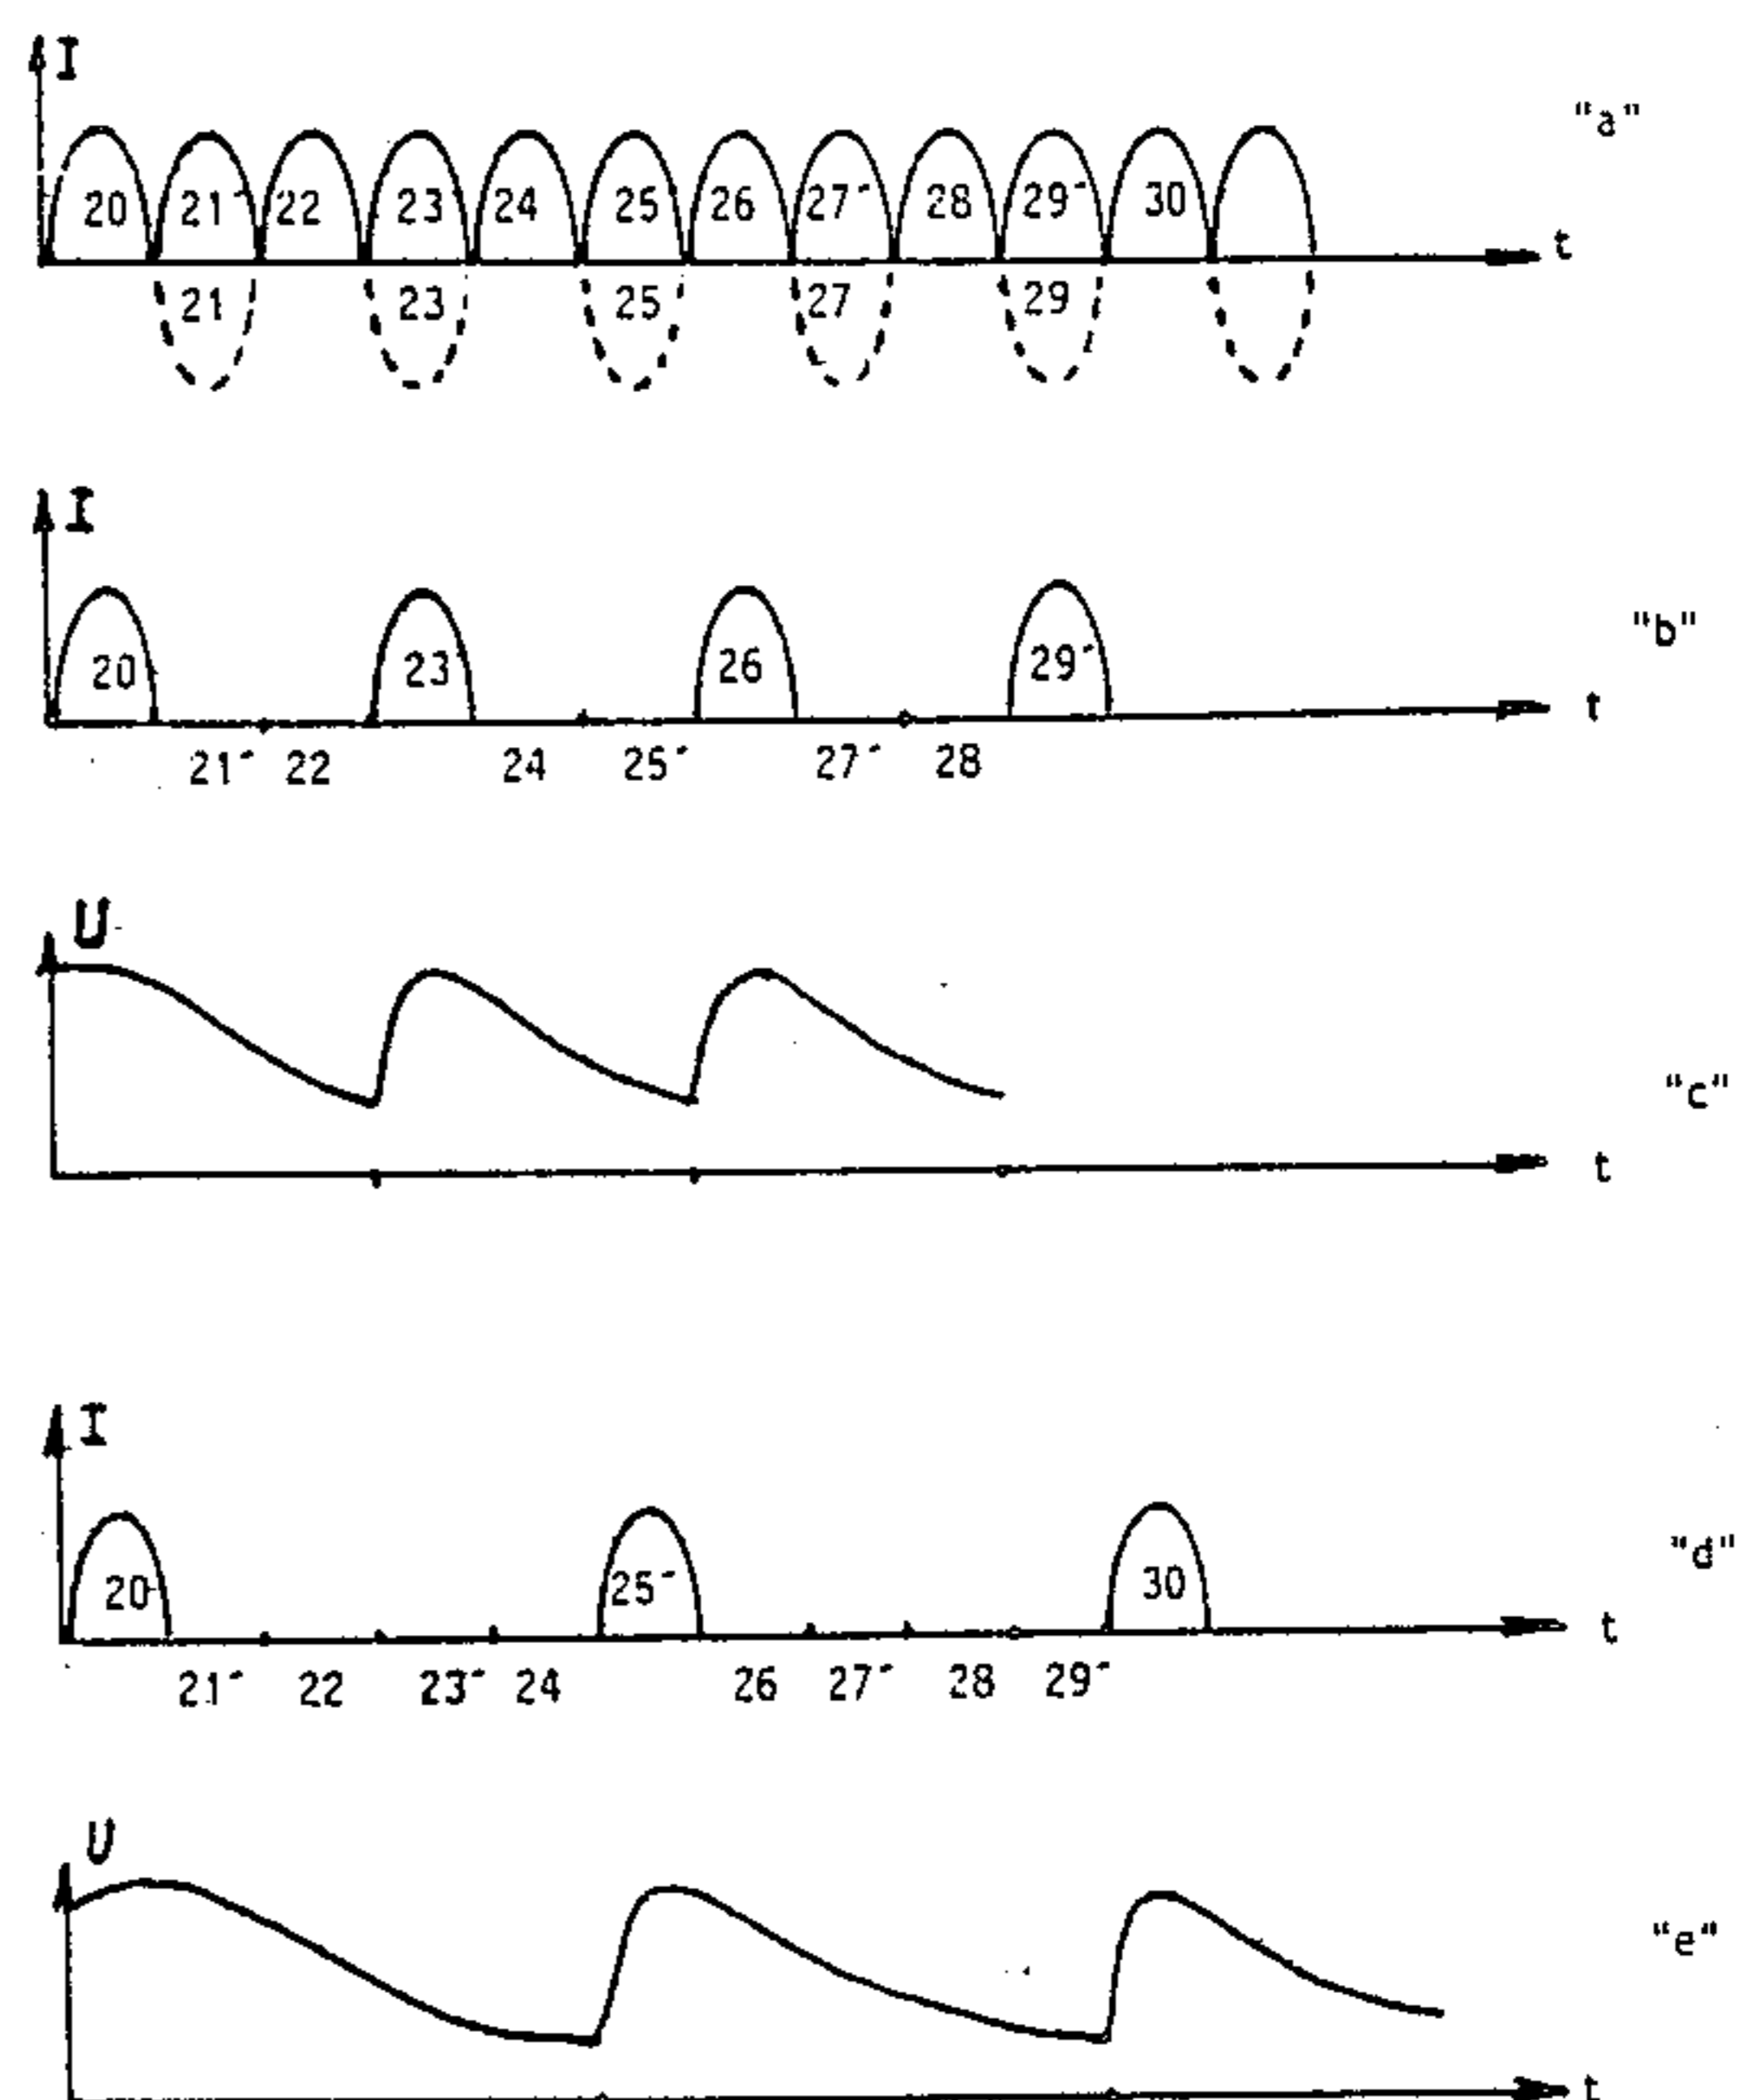 I
"a"
20 21´ 22 23 24 25´ 26 27´ 28 29´ 30
t
21 23 25 27 29
I
"b"
20 23´ 26 29´
t
21´ 22 24 25´ 27´ 28
U
"c"
t
I
"d"
20 25´ 30
t
21´ 22 23´ 24 26 27´ 28 29´
U
"e"
t